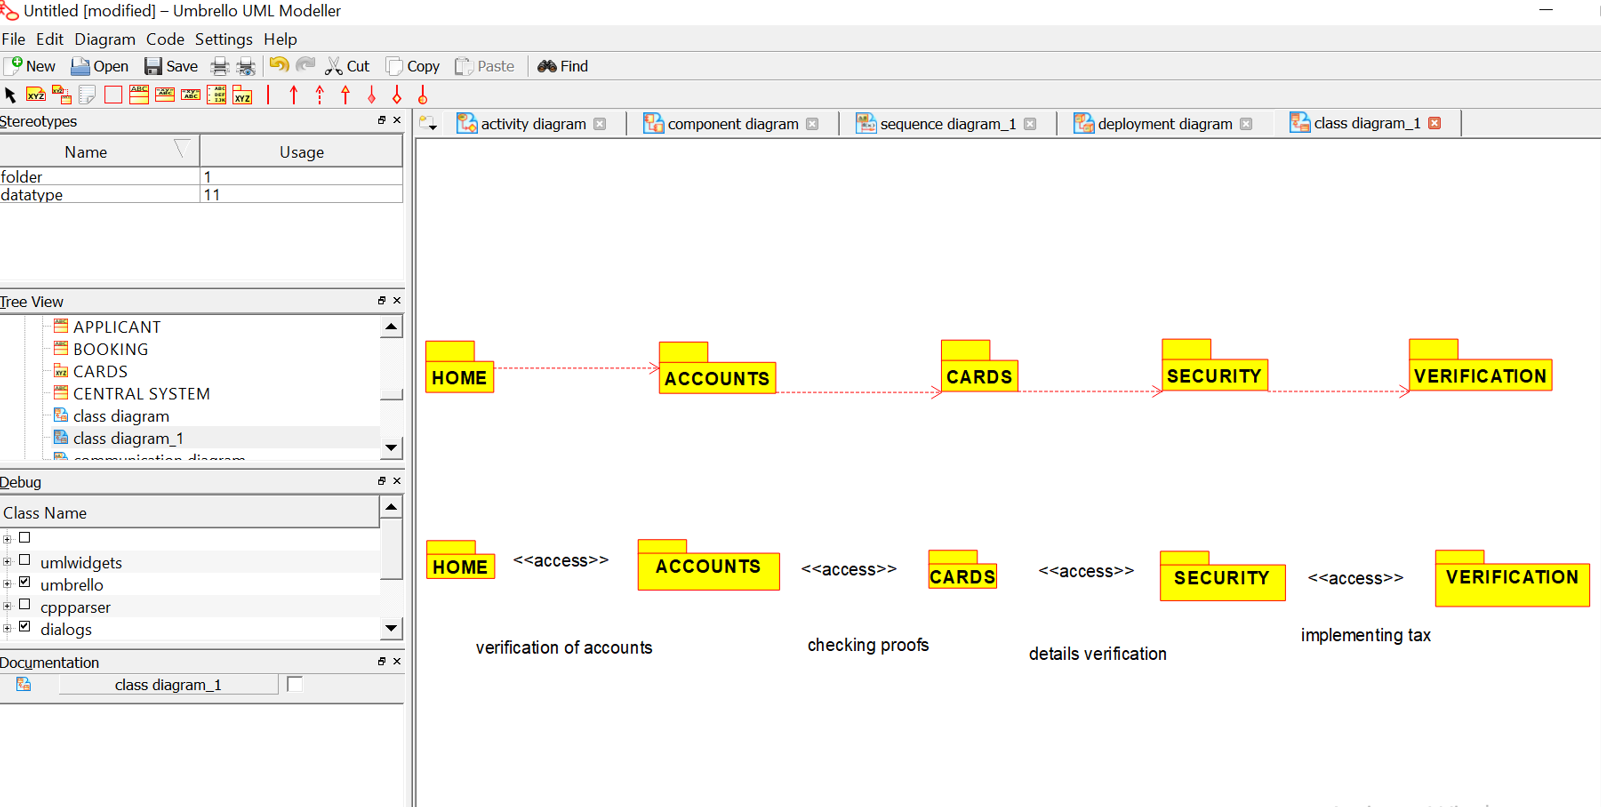 Untitled [modified] – Umbrello UML Modeller
File Edit Diagram Code Settings Help
New Open Save Cut Copy Paste Find
Stereotypes
Name Usage
folder 1
datatype 11
Tree View
APPLICANT
BOOKING
CARDS
CENTRAL SYSTEM
class diagram
class diagram_1
communication diagram
Debug
Class Name
umlwidgets
umbrello
cppparser
dialogs
Documentation
class diagram_1
activity diagram component diagram sequence diagram_1 deployment diagram class diagram_1
HOME ACCOUNTS CARDS SECURITY VERIFICATION
HOME <<access>> ACCOUNTS <<access>> CARDS <<access>> SECURITY <<access>> VERIFICATION
verification of accounts checking proofs details verification implementing tax